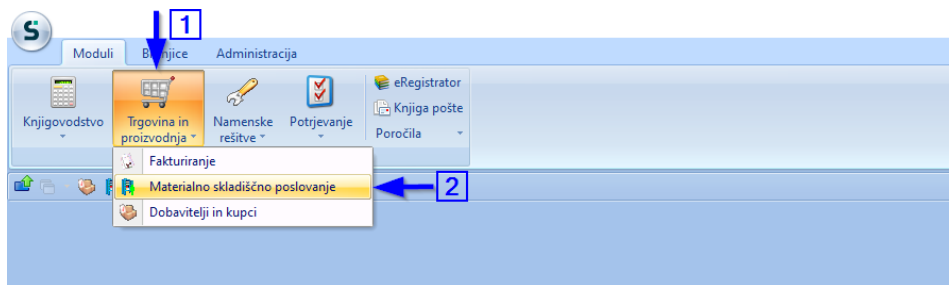 1
S
Moduli B njice Administracija
Knjigovodstvo
Trgovina in
proizvodnja
Namenske
rešitve
Potrjevanje
eRegistrator
Knjiga pošte
Poročila
Fakturiranje
Materialno skladiščno poslovanje
2
Dobavitelji in kupci